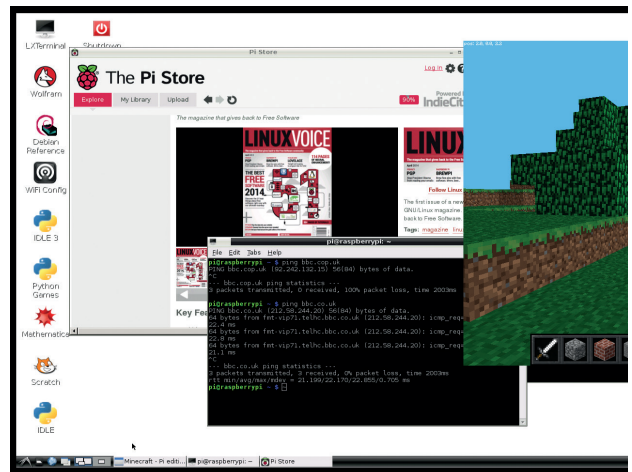 LXTerminal
Shutdown
Wolfram
Debian
Reference
WiFi Config
IDLE 3
Python
Games
Mathematica
Scratch
IDLE
Pi Store
The Pi Store
Log in
Explore
My Library
Upload
90%
Powered
IndieCit
The magazine that gives back to Free Software
LINUXVOICE
THE BEST
FREE
SOFTWARE
2014
LINU
Follow Linux
The first issue of a new
GNU/Linux magazine
back to Free Software.
Tags: magazine linu
Key Fea
pi@raspberrypi: ~
File Edit Tabs Help
pi@raspberrypi ~ $ ping bbc.cop.uk
PING bbc.cop.uk (82.242.132.15) 56(84) bytes of data.
^C
--- bbc.cop.uk ping statistics ---
3 packets transmitted, 0 received, 100% packet loss, time 2003ms
pi@raspberrypi ~ $ ping bbc.co.uk
PING bbc.co.uk (212.58.244.20) 56(84) bytes of data.
64 bytes from fmt-vip71.telhc.bbc.co.uk (212.58.244.20): icmp_req=
22.4 ms
64 bytes from fmt-vip71.telhc.bbc.co.uk (212.58.244.20): icmp_req=
22.8 ms
64 bytes from fmt-vip71.telhc.bbc.co.uk (212.58.244.20): icmp_req=
21.1 ms
^C
--- bbc.co.uk ping statistics ---
3 packets transmitted, 3 received, 0% packet loss, time 2003ms
rtt min/avg/max/mdev = 21.199/22.170/22.855/0.705 ms
pi@raspberrypi ~ $
Minecraft - Pi editi...
pi@raspberrypi: ~
Pi Store